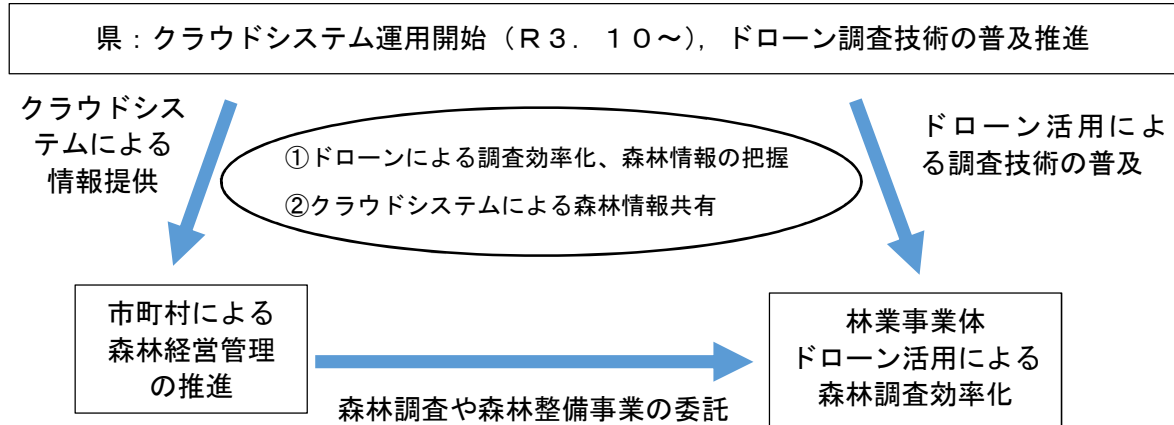 県：クラウドシステム運用開始（Ｒ３．１０～），ドローン調査技術の普及推進
クラウドシス
テムによる
情報提供
①ドローンによる調査効率化、森林情報の把握
②クラウドシステムによる森林情報共有
ドローン活用によ
る調査技術の普及
市町村による
森林経営管理
の推進
林業事業体
ドローン活用による
森林調査効率化
森林調査や森林整備事業の委託